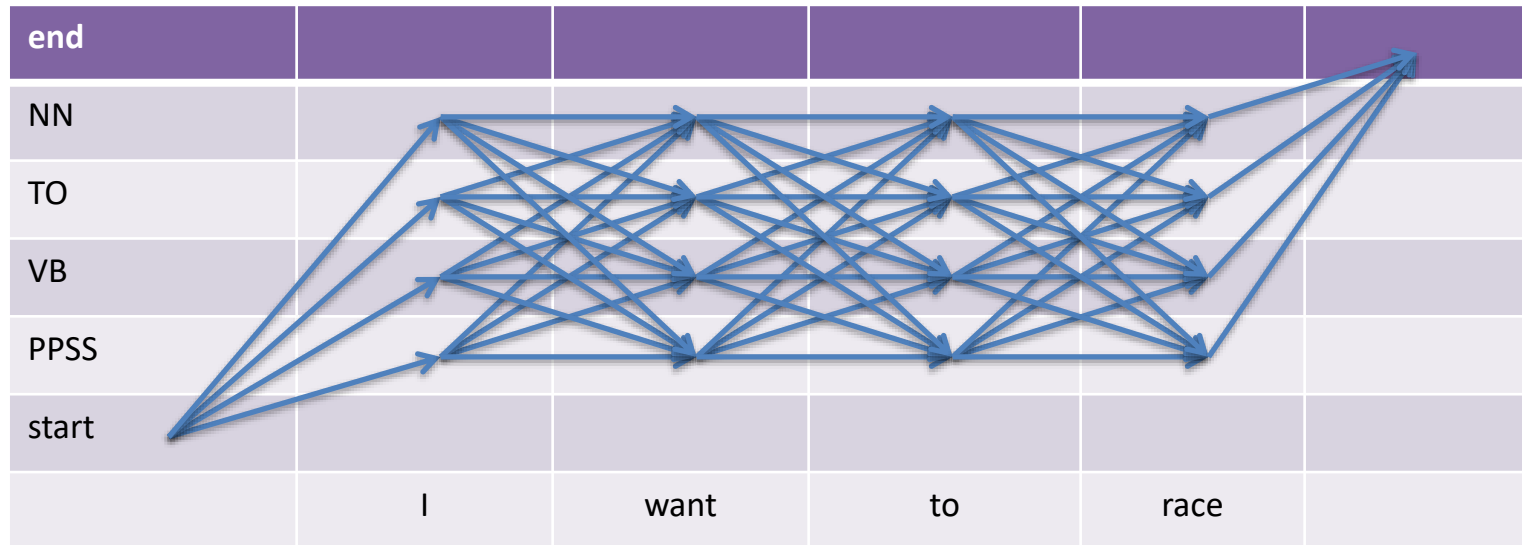 end
NN
TO
VB
PPSS
start
I want to race